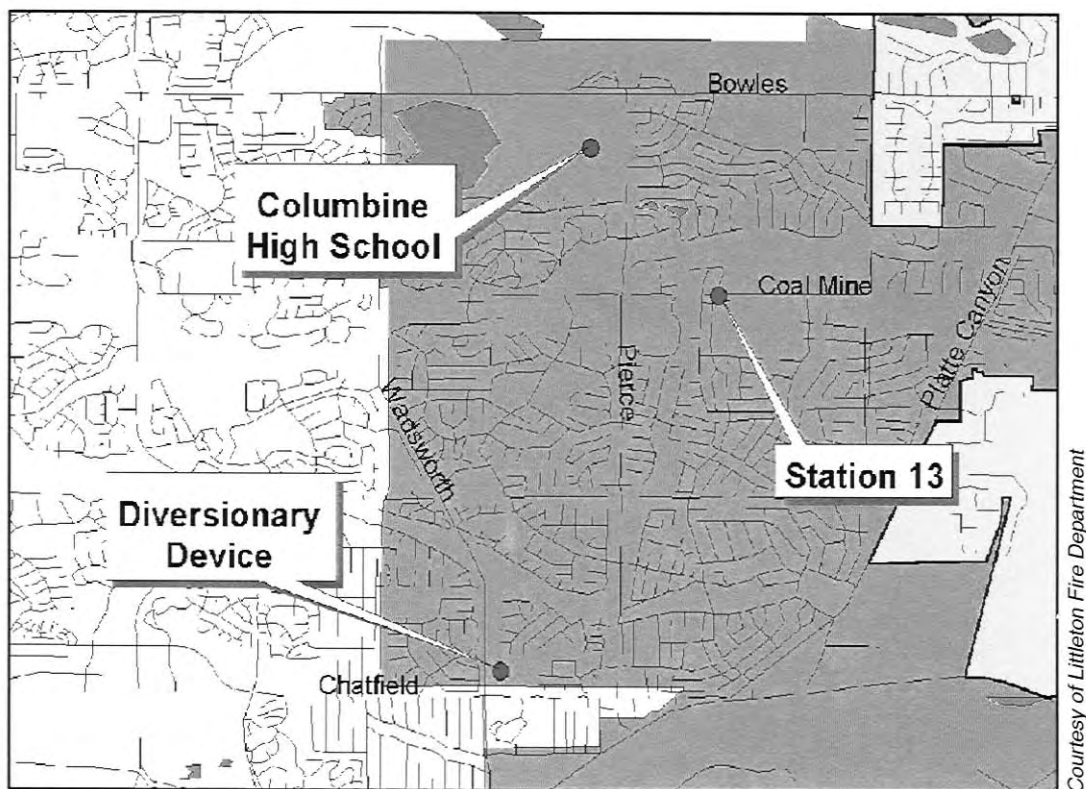 Bowles
Columbine
High School
Coal Mine
Platte Canyon
Pierce
Wadsworth
Station 13
Diversionary
Device
Chatfield
Courtesy of Littleton Fire Department